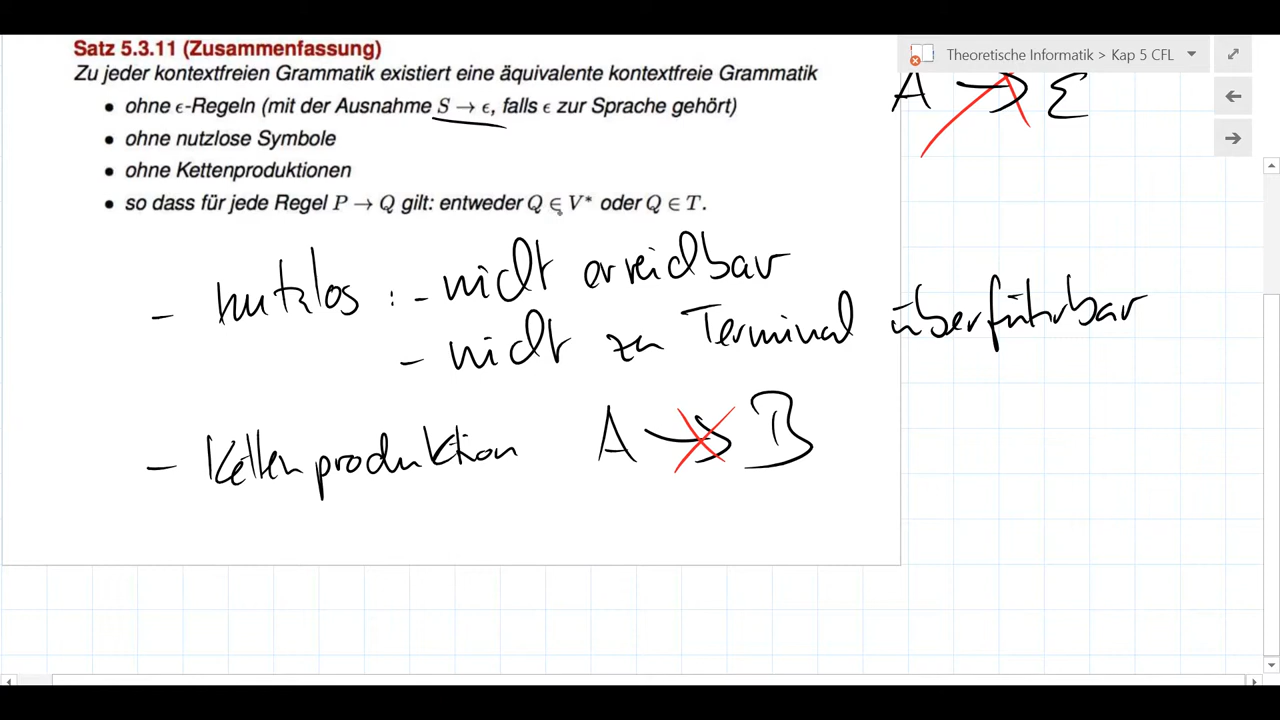 Satz 5.3.11 (Zusammenfassung)
Zu jeder kontextfreien Grammatik existiert eine äquivalente kontextfreie Grammatik
• ohne ϵ-Regeln (mit der Ausnahme S → ϵ, falls ϵ zur Sprache gehört)
• ohne nutzlose Symbole
• ohne Kettenproduktionen
• so dass für jede Regel P → Q gilt: entweder Q ∈ V* oder Q ∈ T.
Theoretische Informatik > Kap 5 CFL
A → ε
- nutzlos : - nicht erreichbar
- nicht zu Terminal überführbar
- Kettenproduktion A → B